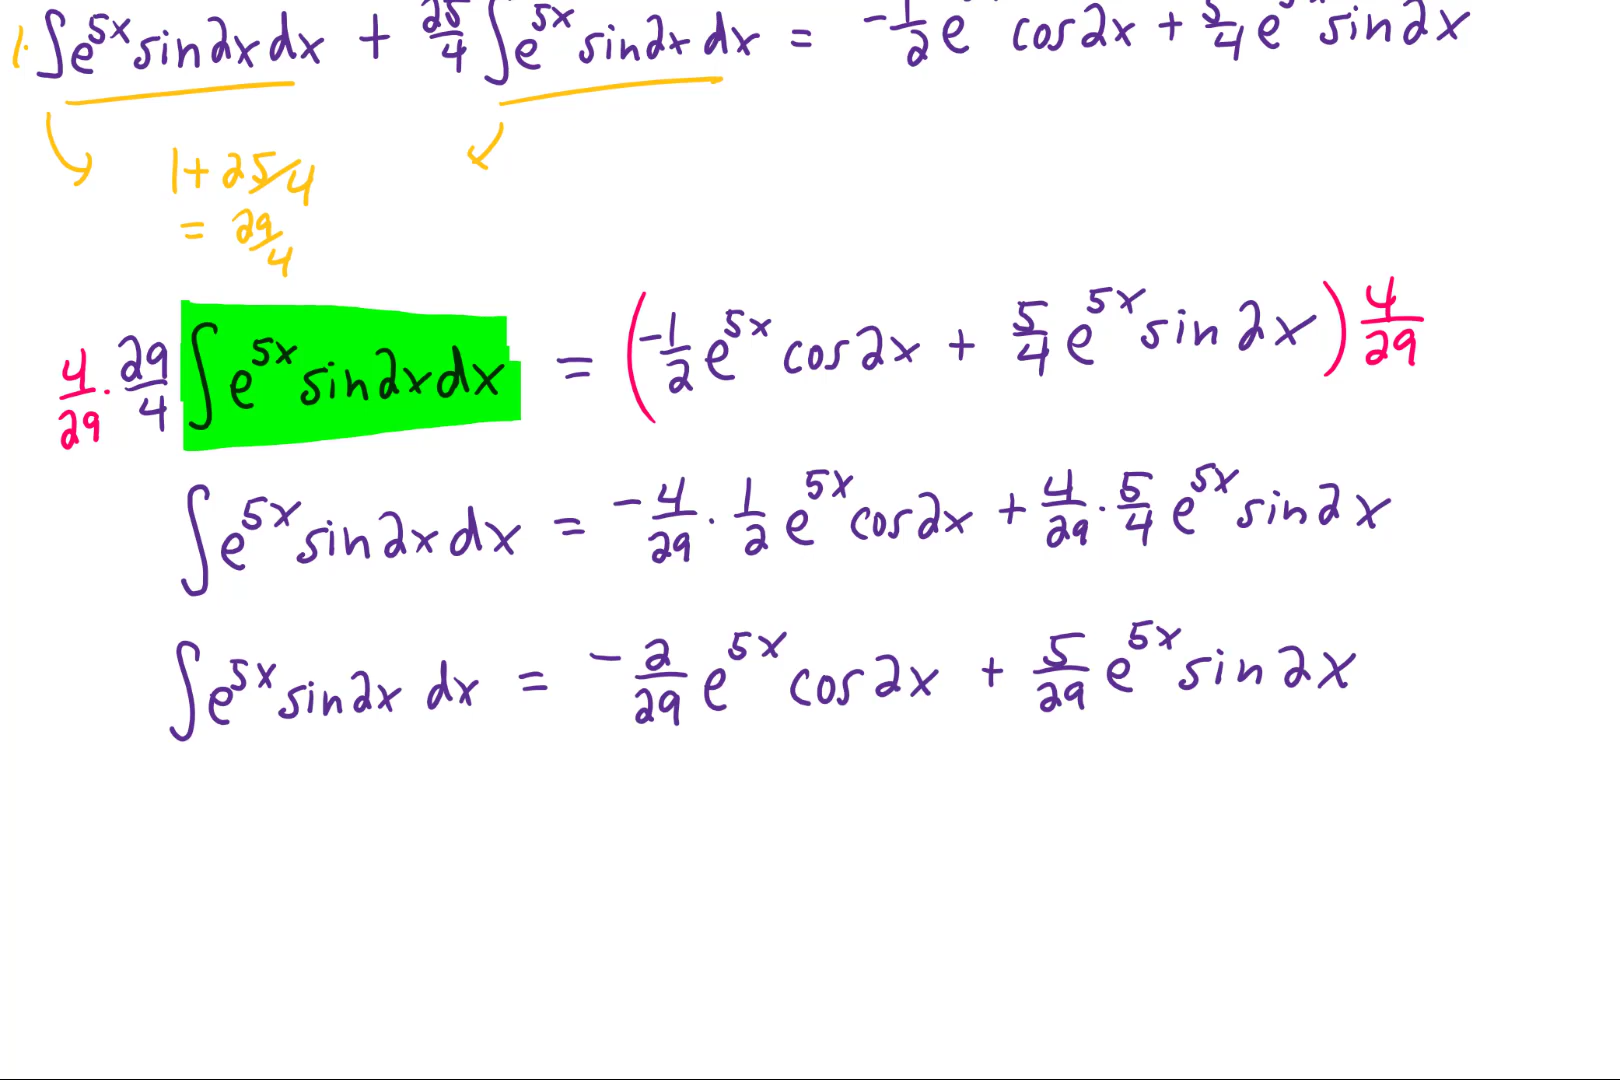 1· ∫e^5x sin2x dx + 25/4 ∫e^5x sin2x dx = -1/2 e cos2x + 5/4 e sin2x
1 + 25/4
= 29/4
4/29 · 29/4 ∫e^5x sin2x dx = (-1/2 e^5x cos2x + 5/4 e^5x sin2x) 4/29
∫e^5x sin2x dx = -4/29 · 1/2 e^5x cos2x + 4/29 · 5/4 e^5x sin2x
∫e^5x sin2x dx = -2/29 e^5x cos2x + 5/29 e^5x sin2x